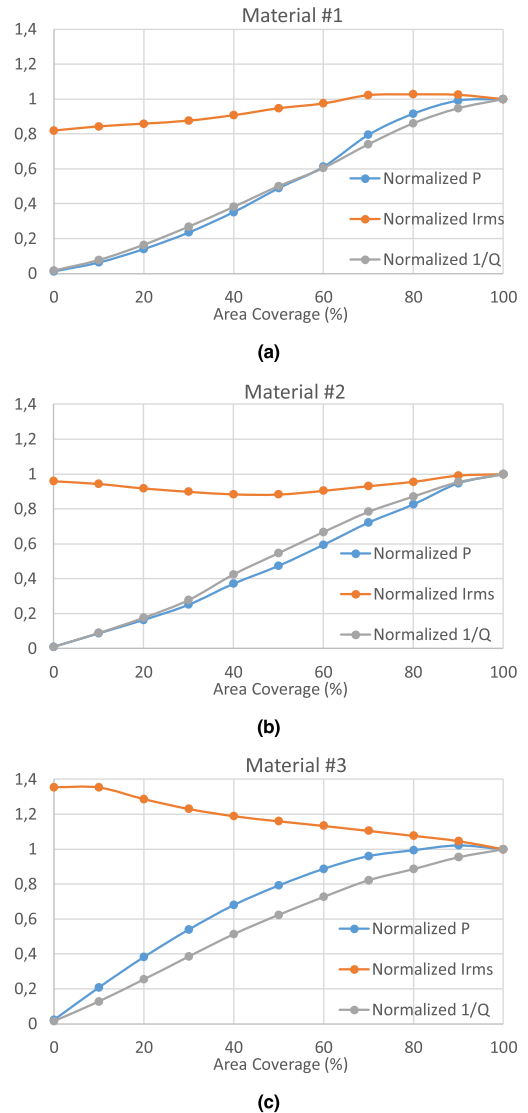 Material #1
1,4
1,2
1
0,8
0,6
0,4
0,2
0
Normalized P
Normalized Irms
Normalized 1/Q
0 20 40 60 80 100
Area Coverage (%)
(a)
Material #2
1,4
1,2
1
0,8
0,6
0,4
0,2
0
Normalized P
Normalized Irms
Normalized 1/Q
0 20 40 60 80 100
Area Coverage (%)
(b)
Material #3
1,4
1,2
1
0,8
0,6
0,4
0,2
0
Normalized P
Normalized Irms
Normalized 1/Q
0 20 40 60 80 100
Area Coverage (%)
(c)